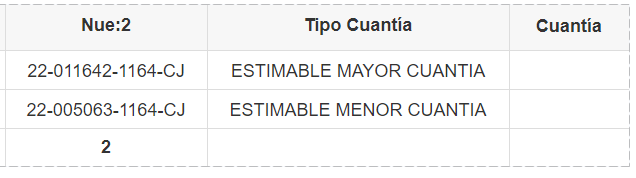 Nue:2 Tipo Cuantía Cuantía
22-011642-1164-CJ ESTIMABLE MAYOR CUANTIA
22-005063-1164-CJ ESTIMABLE MENOR CUANTIA
2